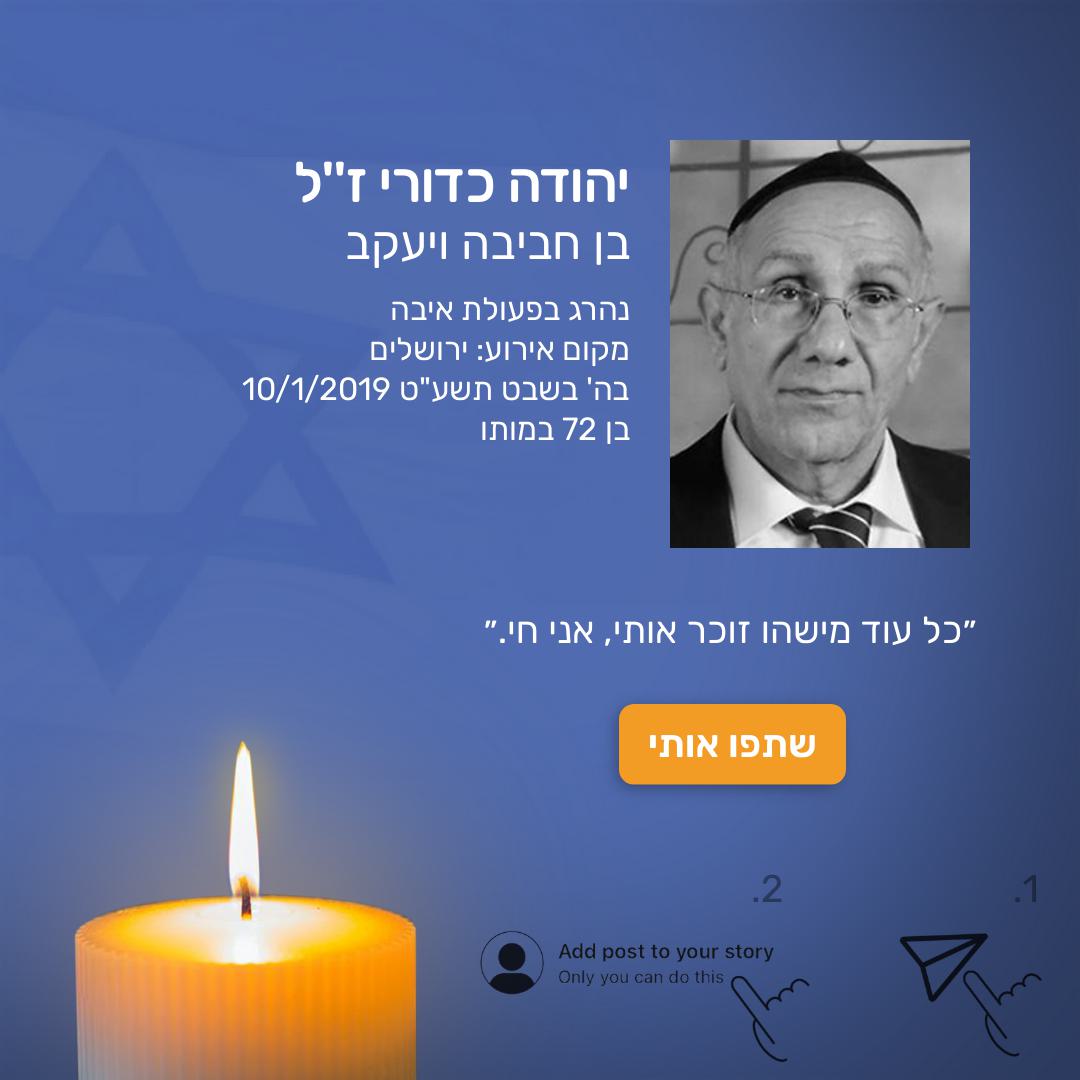 יהודה כדורי ז"ל
בן חביבה ויעקב
נהרג בפעולת איבה
מקום אירוע: ירושלים
בה' בשבט תשע"ט 10/1/2019
בן 72 במותו
״כל עוד מישהו זוכר אותי, אני חי.״
שתפו אותי
1.
2.
Add post to your story
Only you can do this